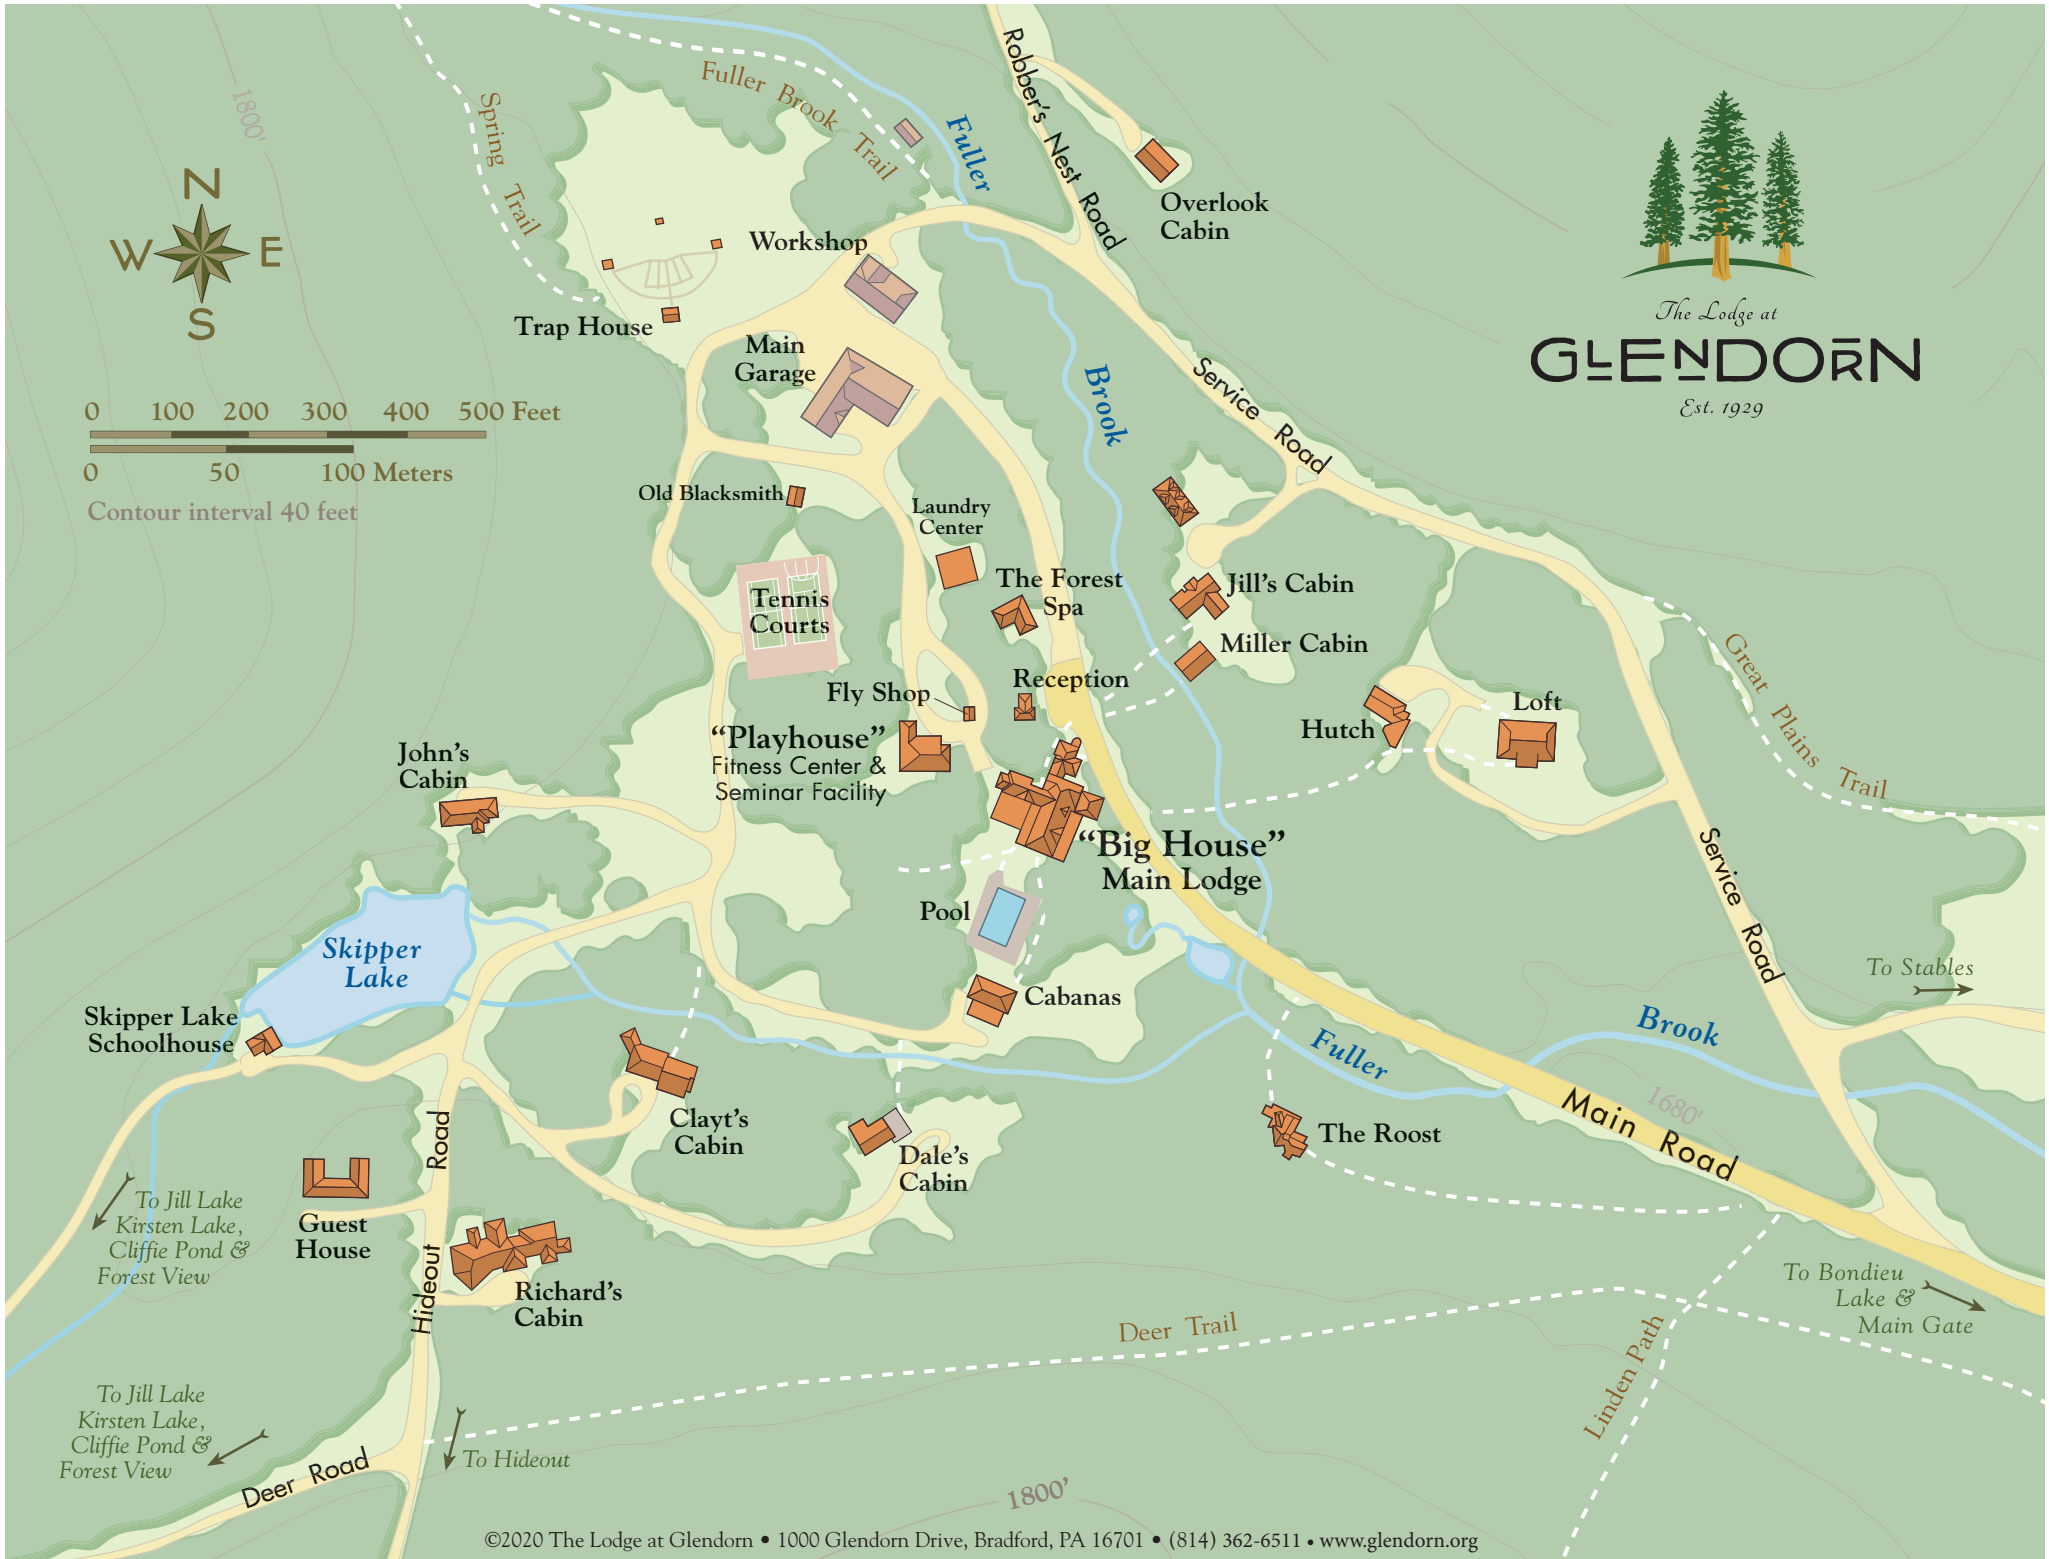 Robber's Nest Road
Fuller Brook Trail
Spring Trail
1800'
Fuller
Overlook
Cabin
N
W E
S
Workshop
The Lodge at
GLENDORN
Est. 1929
Trap House
Main
Garage
Brook
Service Road
0 100 200 300 400 500 Feet
0 50 100 Meters
Contour interval 40 feet
Old Blacksmith
Laundry
Center
The Forest
Spa
Jill's Cabin
Tennis
Courts
Miller Cabin
Great Plains Trail
Reception
Fly Shop
Loft
Hutch
“Playhouse”
Fitness Center &
Seminar Facility
John's
Cabin
“Big House”
Main Lodge
Service Road
Pool
Skipper
Lake
To Stables
Cabanas
Skipper Lake
Schoolhouse
Fuller
Brook
1680'
Main Road
Clayt's
Cabin
The Roost
Dale's
Cabin
Hideout Road
To Jill Lake
Kirsten Lake,
Cliffie Pond &
Forest View
Guest
House
Richard's
Cabin
To Bondieu
Lake &
Main Gate
Deer Trail
Linden Path
To Jill Lake
Kirsten Lake,
Cliffie Pond &
Forest View
To Hideout
Deer Road
1800'
©2020 The Lodge at Glendorn • 1000 Glendorn Drive, Bradford, PA 16701 • (814) 362-6511 • www.glendorn.org